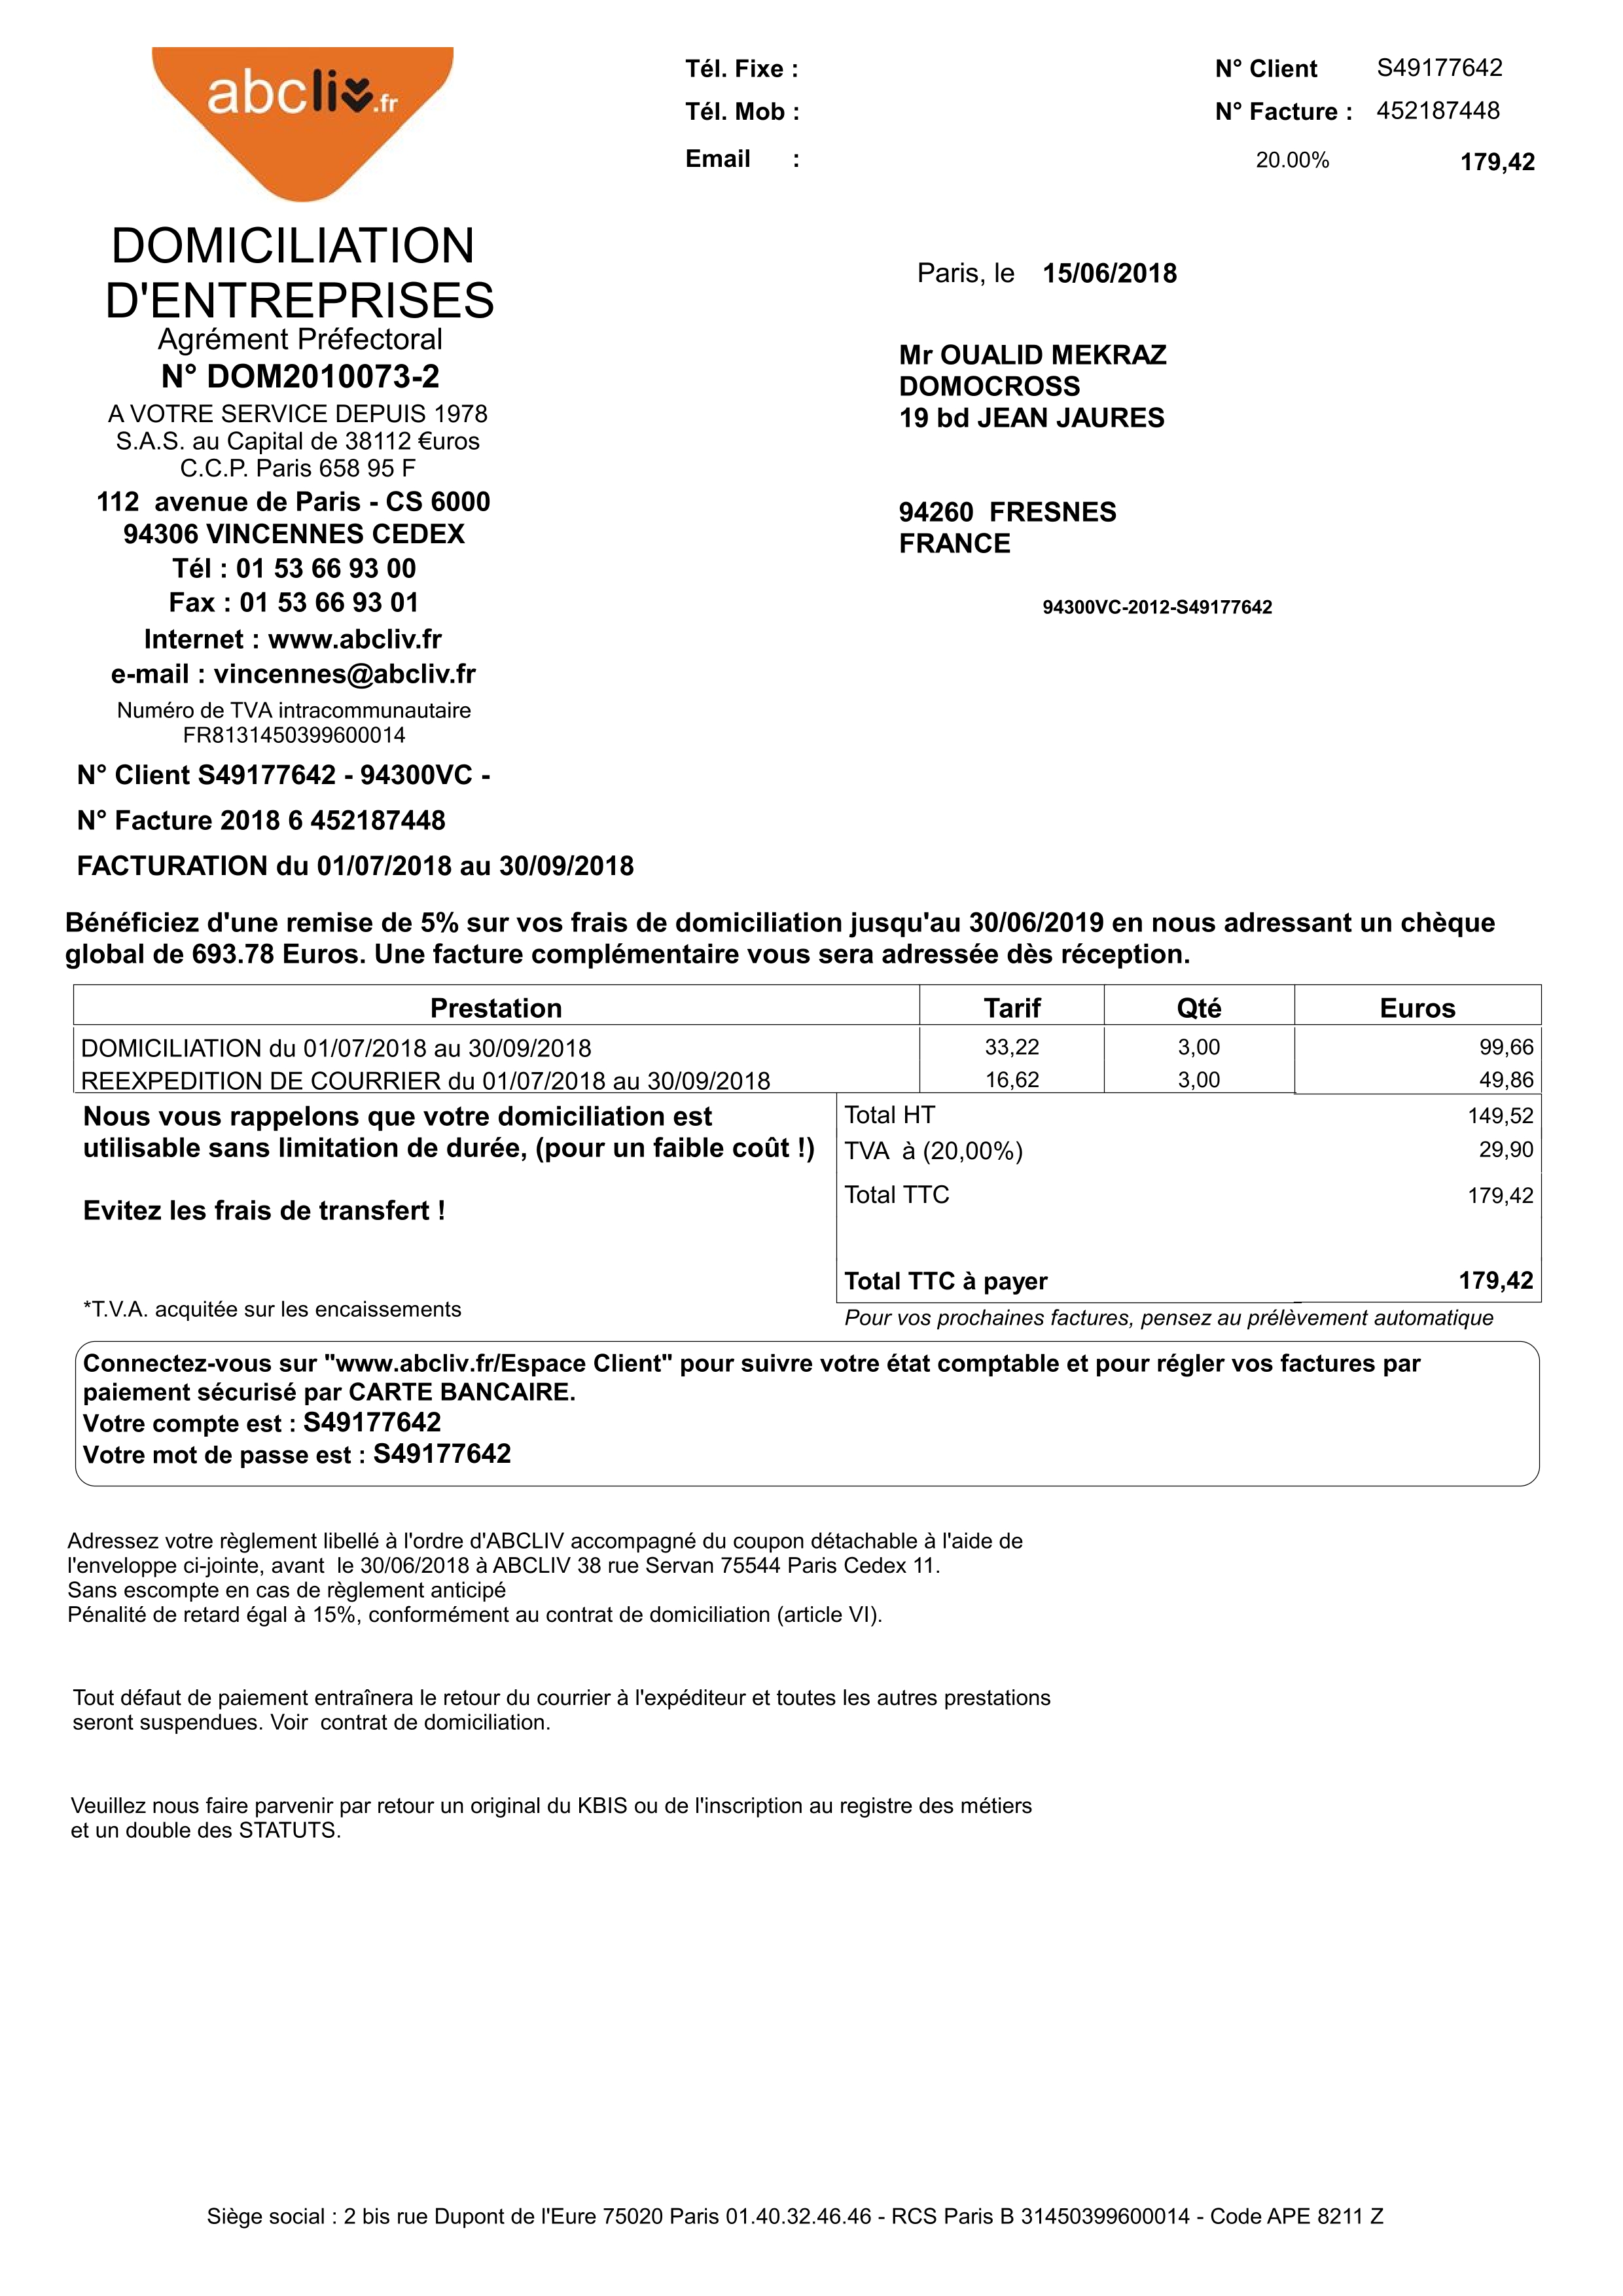 abcliv.fr
Tél. Fixe :
Tél. Mob :
Email :
N° Client S49177642
N° Facture : 452187448
20.00% 179,42
DOMICILIATION
D'ENTREPRISES
Agrément Préfectoral
N° DOM2010073-2
A VOTRE SERVICE DEPUIS 1978
S.A.S. au Capital de 38112 €uros
C.C.P. Paris 658 95 F
112 avenue de Paris - CS 6000
94306 VINCENNES CEDEX
Tél : 01 53 66 93 00
Fax : 01 53 66 93 01
Internet : www.abcliv.fr
e-mail : vincennes@abcliv.fr
Numéro de TVA intracommunautaire
FR8131450399600014
Paris, le 15/06/2018
Mr OUALID MEKRAZ
DOMOCROSS
19 bd JEAN JAURES
94260 FRESNES
FRANCE
94300VC-2012-S49177642
N° Client S49177642 - 94300VC -
N° Facture 2018 6 452187448
FACTURATION du 01/07/2018 au 30/09/2018
Bénéficiez d'une remise de 5% sur vos frais de domiciliation jusqu'au 30/06/2019 en nous adressant un chèque
global de 693.78 Euros. Une facture complémentaire vous sera adressée dès réception.
Prestation Tarif Qté Euros
DOMICILIATION du 01/07/2018 au 30/09/2018 33,22 3,00 99,66
REEXPEDITION DE COURRIER du 01/07/2018 au 30/09/2018 16,62 3,00 49,86
Nous vous rappelons que votre domiciliation est
utilisable sans limitation de durée, (pour un faible coût !)
Evitez les frais de transfert !
*T.V.A. acquitée sur les encaissements
Total HT 149,52
TVA à (20,00%) 29,90
Total TTC 179,42
Total TTC à payer 179,42
Pour vos prochaines factures, pensez au prélèvement automatique
Connectez-vous sur "www.abcliv.fr/Espace Client" pour suivre votre état comptable et pour régler vos factures par
paiement sécurisé par CARTE BANCAIRE.
Votre compte est : S49177642
Votre mot de passe est : S49177642
Adressez votre règlement libellé à l'ordre d'ABCLIV accompagné du coupon détachable à l'aide de
l'enveloppe ci-jointe, avant le 30/06/2018 à ABCLIV 38 rue Servan 75544 Paris Cedex 11.
Sans escompte en cas de règlement anticipé
Pénalité de retard égal à 15%, conformément au contrat de domiciliation (article VI).
Tout défaut de paiement entraînera le retour du courrier à l'expéditeur et toutes les autres prestations
seront suspendues. Voir contrat de domiciliation.
Veuillez nous faire parvenir par retour un original du KBIS ou de l'inscription au registre des métiers
et un double des STATUTS.
Siège social : 2 bis rue Dupont de l'Eure 75020 Paris 01.40.32.46.46 - RCS Paris B 31450399600014 - Code APE 8211 Z